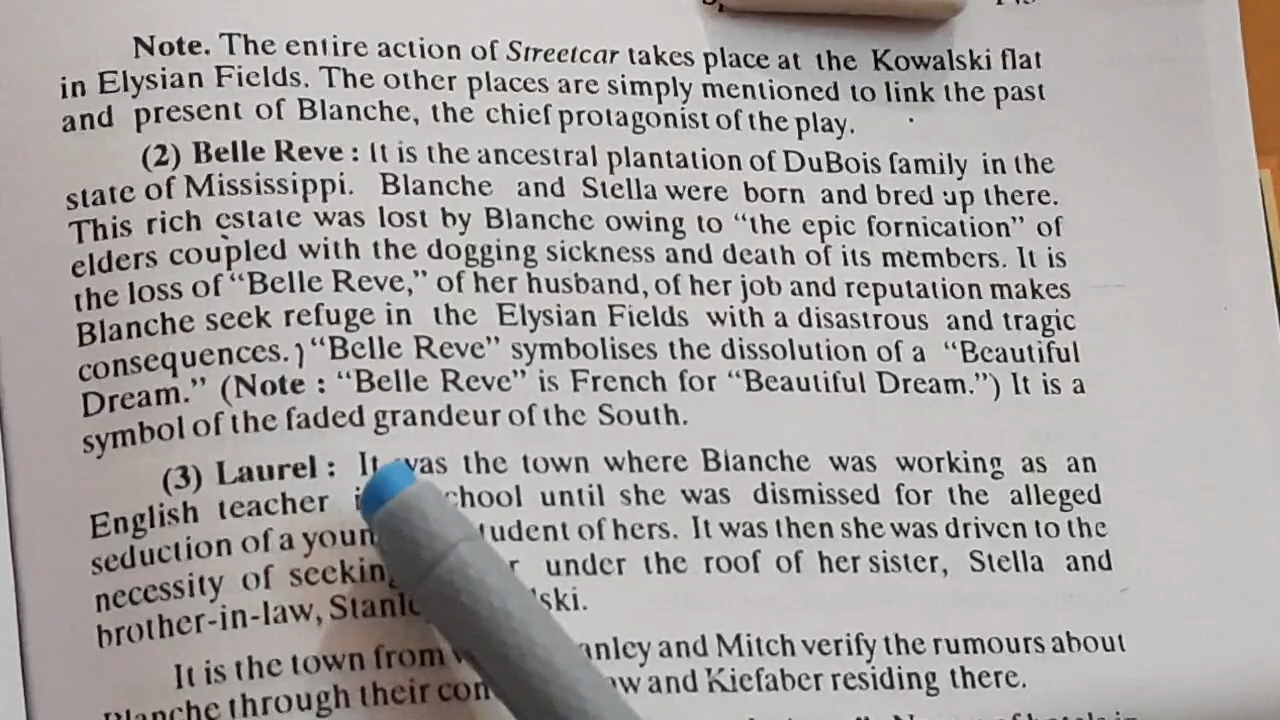 Note. The entire action of Streetcar takes place at the Kowalski flat
in Elysian Fields. The other places are simply mentioned to link the past
and present of Blanche, the chief protagonist of the play.
(2) Belle Reve : It is the ancestral plantation of DuBois family in the
state of Mississippi. Blanche and Stella were born and bred up there.
This rich estate was lost by Blanche owing to “the epic fornication” of
elders coupled with the dogging sickness and death of its members. It is
the loss of “Belle Reve,” of her husband, of her job and reputation makes
Blanche seek refuge in the Elysian Fields with a disastrous and tragic
consequences. “Belle Reve” symbolises the dissolution of a “Beautiful
Dream.” (Note : “Belle Reve” is French for “Beautiful Dream.”) It is a
symbol of the faded grandeur of the South.
(3) Laurel : It was the town where Blanche was working as an
English teacher chool until she was dismissed for the alleged
seduction of a youn tudent of hers. It was then she was driven to the
necessity of seeking under the roof of her sister, Stella and
brother-in-law, Stanle ski.
It is the town from anley and Mitch verify the rumours about
Blanche through their con aw and Kiefaber residing there.